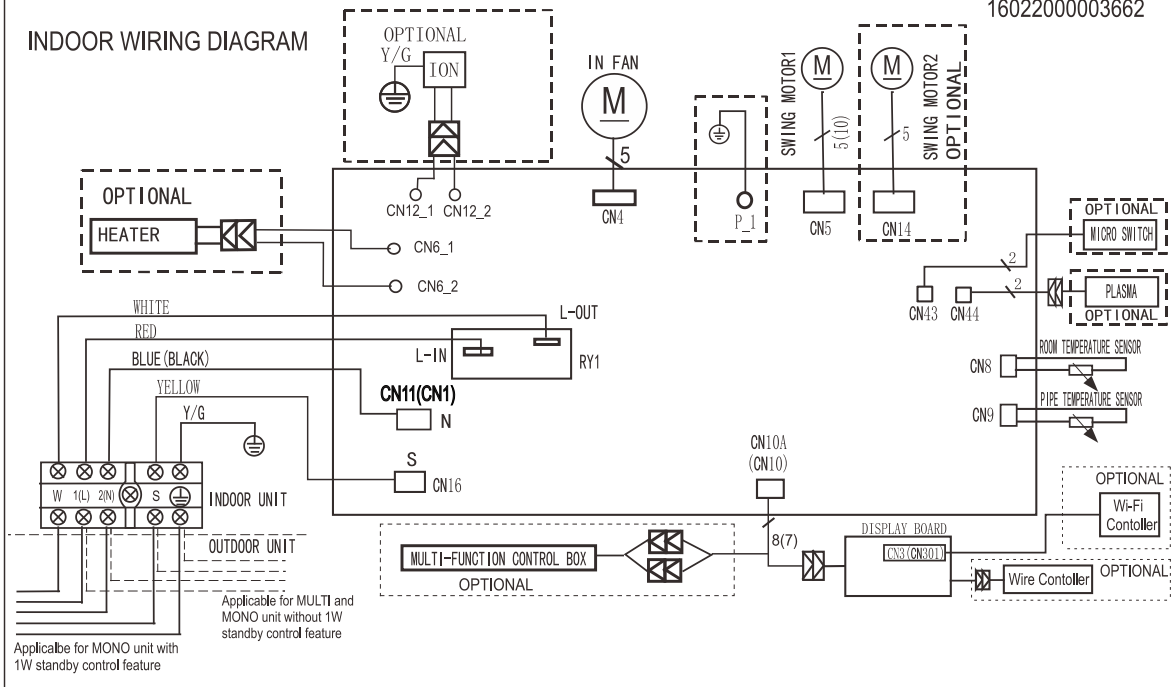 16022000003662
INDOOR WIRING DIAGRAM
OPTIONAL
Y/G
ION
IN FAN
M
5
SWING MOTOR1
M
5(10)
M
5
SWING MOTOR2
OPTIONAL
CN12_1 CN12_2
CN4
P_1
CN5
CN14
OPTIONAL
HEATER
CN6_1
CN6_2
OPTIONAL
MICRO SWITCH
2
2
PLASMA
OPTIONAL
CN43 CN44
WHITE
RED
BLUE(BLACK)
YELLOW
Y/G
L-OUT
L-IN
RY1
CN11(CN1)
N
S
CN16
ROOM TEMPERATURE SENSOR
CN8
PIPE TEMPERATURE SENSOR
CN9
CN10A
(CN10)
8(7)
W 1(L) 2(N) S
INDOOR UNIT
OUTDOOR UNIT
Applicable for MULTI and
MONO unit without 1W
standby control feature
Applicalbe for MONO unit with
1W standby control feature
MULTI-FUNCTION CONTROL BOX
OPTIONAL
DISPLAY BOARD
CN3(CN301)
OPTIONAL
Wi-Fi
Contoller
Wire Contoller
OPTIONAL